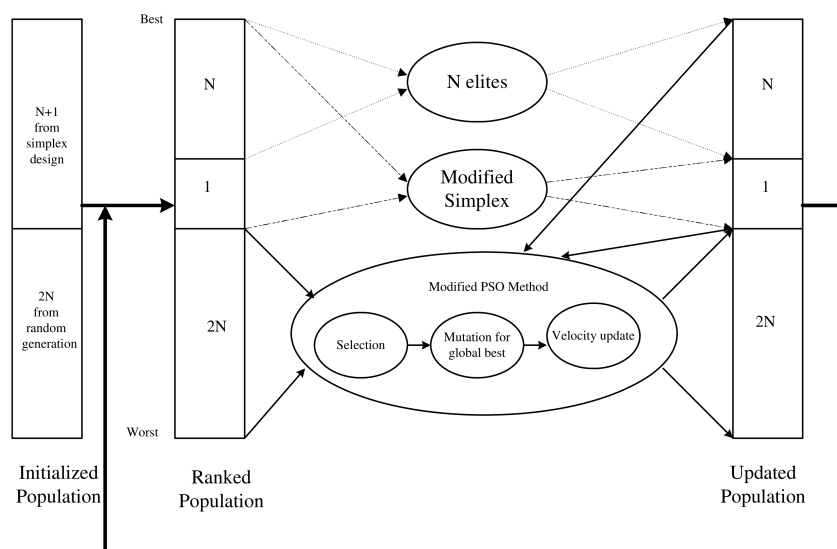 Best
N+1
from
simplex
design
2N
from
random
generation
Initialized
Population
N
1
2N
Worst
Ranked
Population
N elites
Modified
Simplex
Modified PSO Method
Selection
Mutation for
global best
Velocity update
N
1
2N
Updated
Population